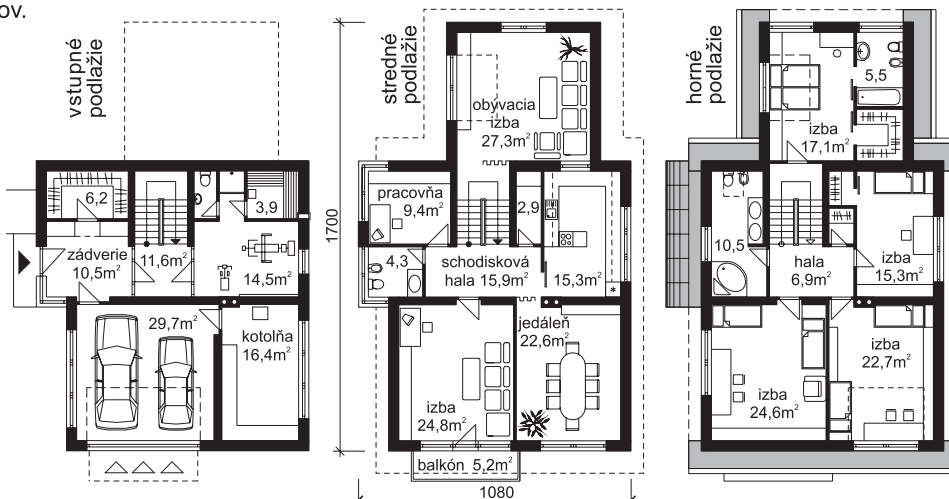 ov.
vstupné
podlažie
6,2
3,9
zádverie
10,5m²
11,6m²
14,5m²
29,7m²
kotolňa
16,4m²
1700
stredné
podlažie
obývacia
izba
27,3m²
pracovňa
9,4m²
2,9
4,3
schodisková
hala 15,9m²
15,3m²
jedáleň
22,6m²
izba
24,8m²
balkón 5,2m²
1080
horné
podlažie
5,5
izba
17,1m²
10,5
hala
6,9m²
izba
15,3m²
izba
22,7m²
izba
24,6m²